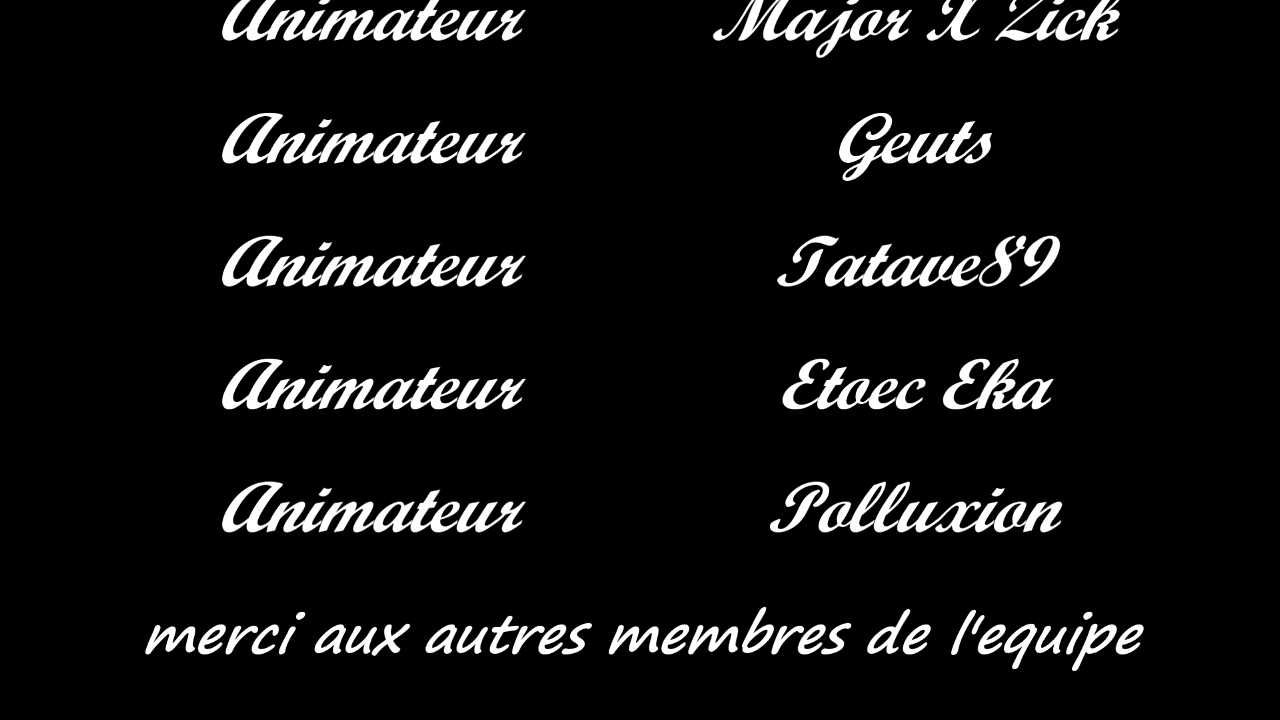 Animateur Major X Zick
Animateur Geuts
Animateur Tatave89
Animateur Etoec Eka
Animateur Polluxion
merci aux autres membres de l'equipe